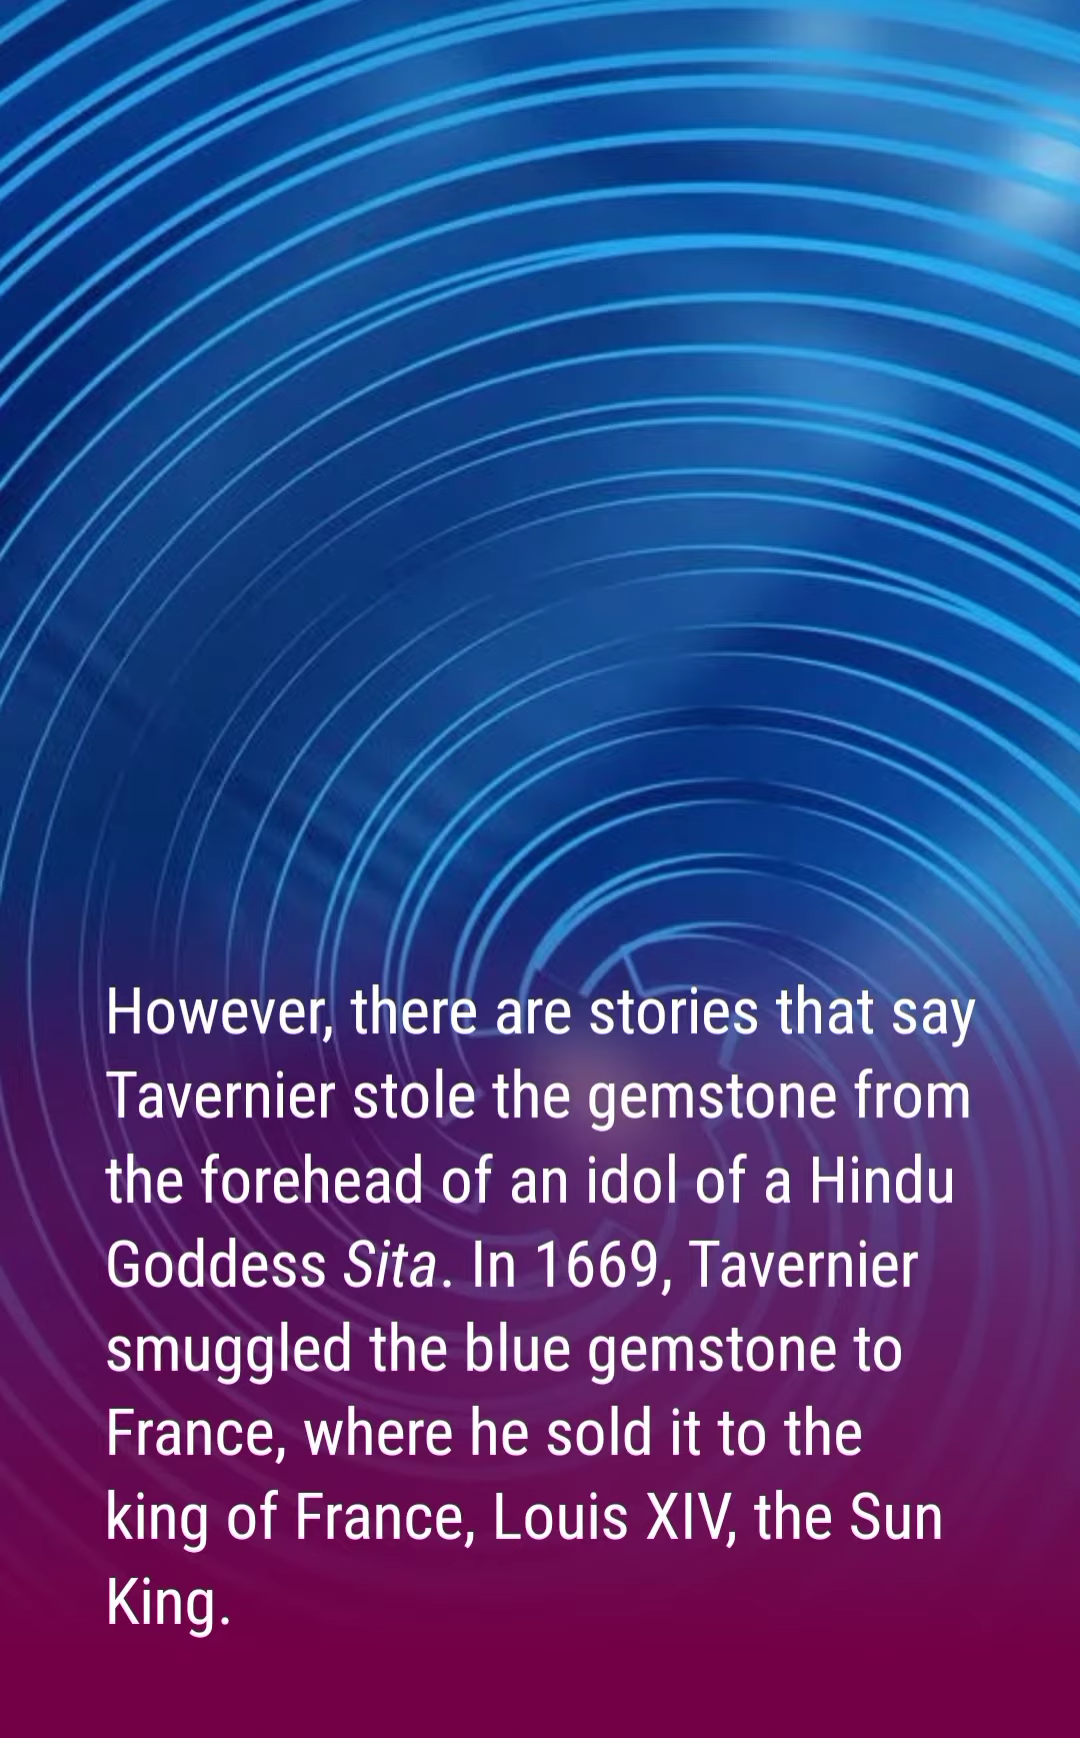 However, there are stories that say
Tavernier stole the gemstone from
the forehead of an idol of a Hindu
Goddess Sita. In 1669, Tavernier
smuggled the blue gemstone to
France, where he sold it to the
king of France, Louis XIV, the Sun
King.